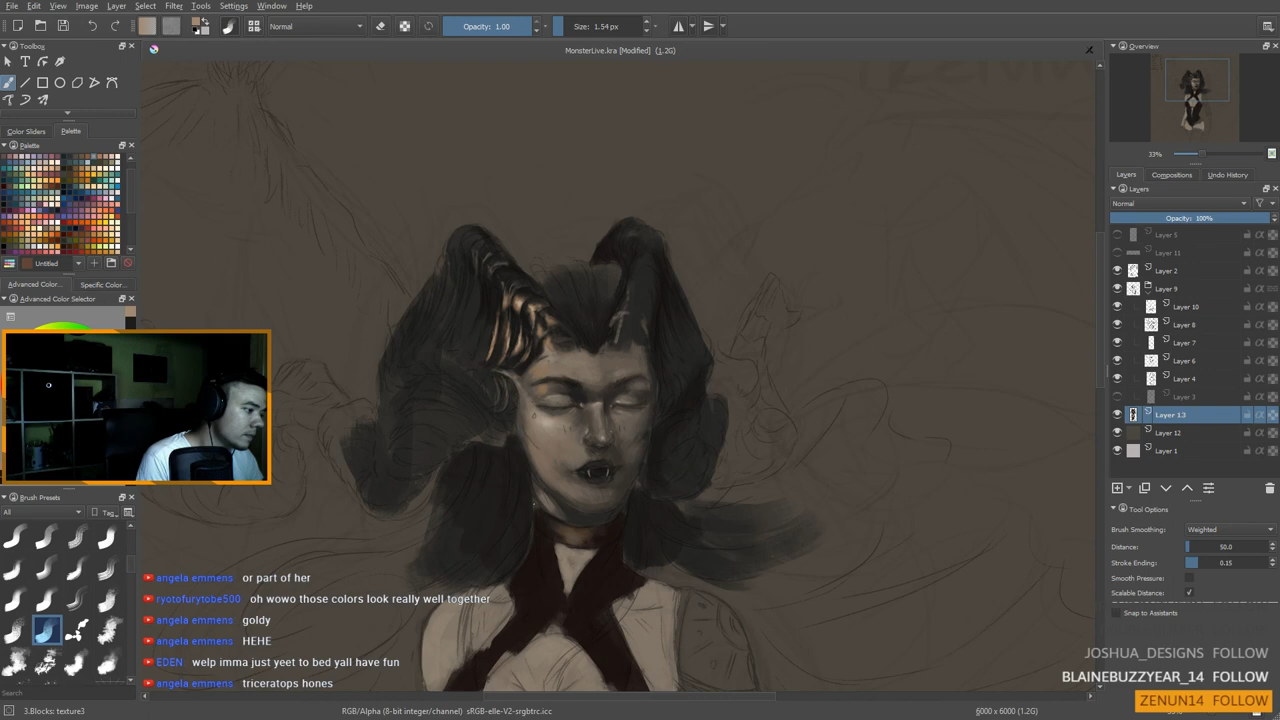 File Edit View Image Layer Select Filter Tools Settings Window Help
Normal Opacity: 1.00 Size: 1.54 px
MonsterLive.kra [Modified] (1.2G)
Toolbox
Color Sliders Palette
Palette
Untitled
Advanced Color... Specific Color...
Advanced Color Selector
Brush Presets
All Tag
Search
3.Blocks: texture3 RGB/Alpha (8-bit integer/channel) sRGB-elle-V2-srgbtrc.icc 6000 x 6000 (1.2G)
angela emmens or part of her
ryotofurytobe500 oh wowo those colors look really well together
angela emmens goldy
angela emmens HEHE
EDEN welp imma just yeet to bed yall have fun
angela emmens triceratops hones
Overview
33%
Layers Compositions Undo History
Layers
Normal
Opacity: 100%
Layer 5
Layer 11
Layer 2
Layer 9
Layer 10
Layer 8
Layer 7
Layer 6
Layer 4
Layer 3
Layer 13
Layer 12
Layer 1
Tool Options
Brush Smoothing: Weighted
Distance: 50.0
Stroke Ending: 0.15
Smooth Pressure:
Scalable Distance:
Snap to Assistants
JOSHUA_DESIGNS FOLLOW
BLAINEBUZZYEAR_14 FOLLOW
ZENUN14 FOLLOW